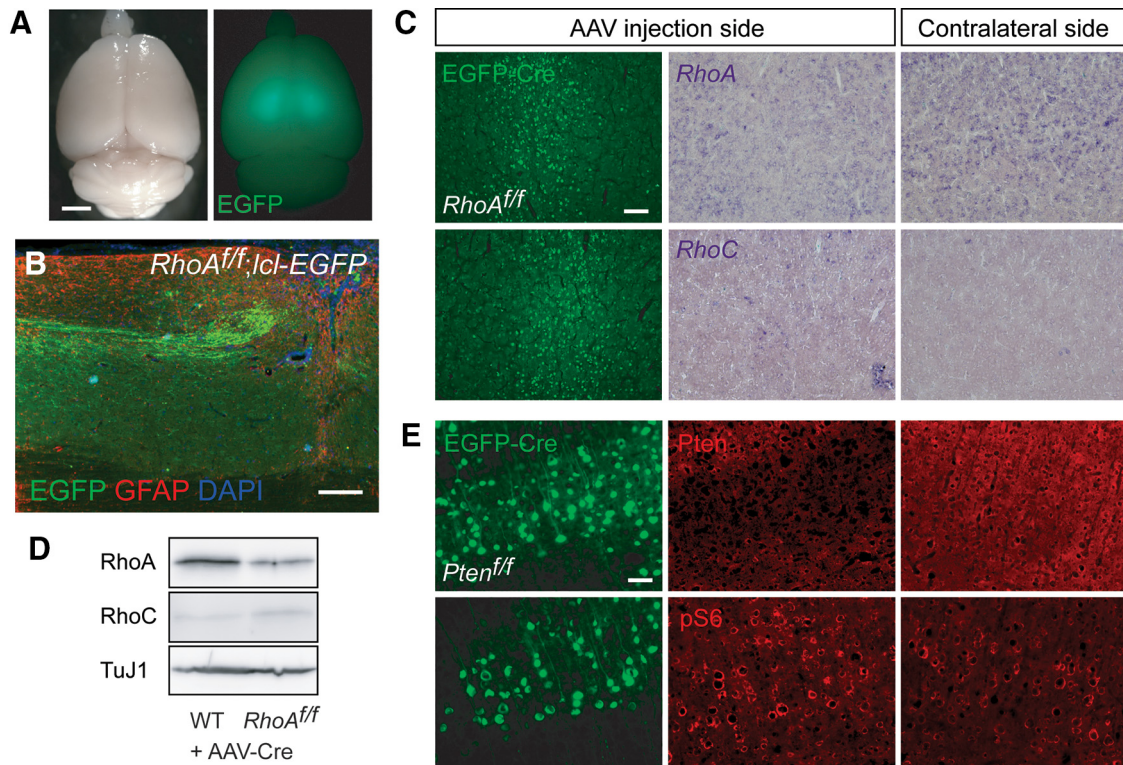 A
EGFP
B
RhoAf/f;lcl-EGFP
EGFP GFAP DAPI
C
AAV injection side
Contralateral side
EGFP-Cre
RhoA
RhoAf/f
RhoC
D
RhoA
RhoC
TuJ1
WT RhoAf/f
+ AAV-Cre
E
EGFP-Cre
Pten
Ptenf/f
pS6